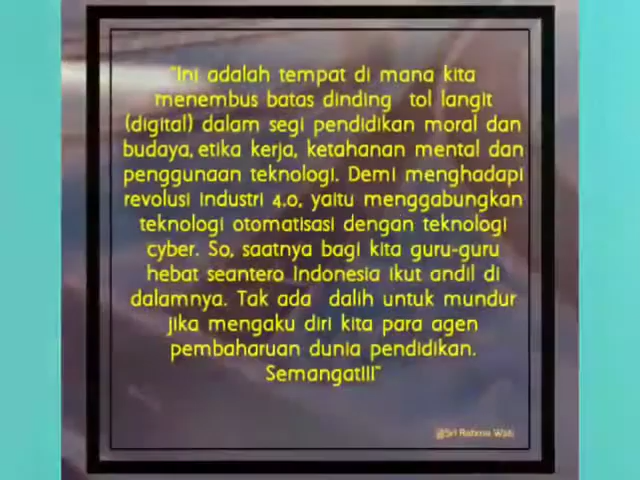 "Ini adalah tempat di mana kita
menembus batas dinding tol langit
(digital) dalam segi pendidikan moral dan
budaya, etika kerja, ketahanan mental dan
penggunaan teknologi. Demi menghadapi
revolusi industri 4.0, yaitu menggabungkan
teknologi otomatisasi dengan teknologi
cyber. So, saatnya bagi kita guru-guru
hebat seantero Indonesia ikut andil di
dalamnya. Tak ada dalih untuk mundur
jika mengaku diri kita para agen
pembaharuan dunia pendidikan.
Semangat!!!"
@Sri Rahma Wati